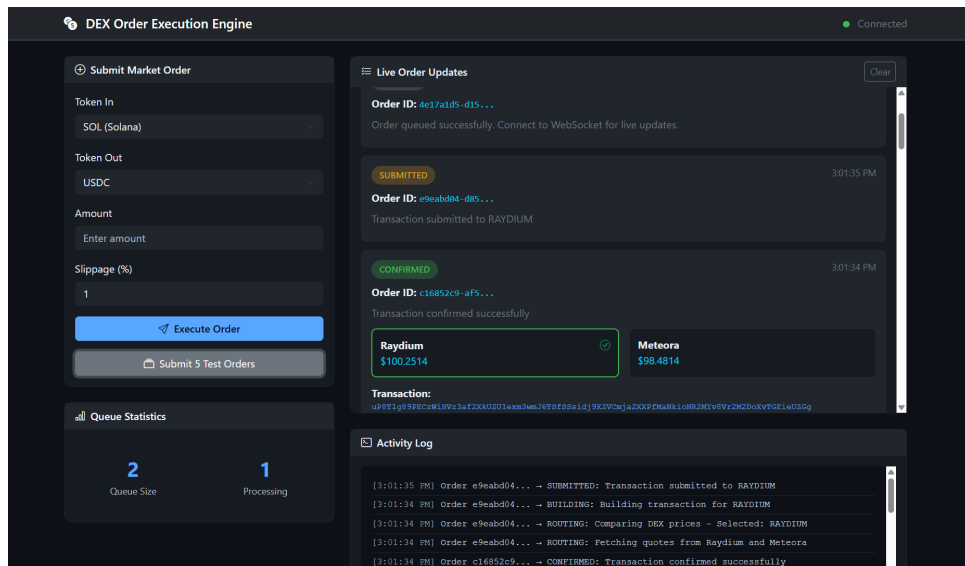 DEX Order Execution Engine
Connected
Submit Market Order
Token In
SOL (Solana)
Token Out
USDC
Amount
Enter amount
Slippage (%)
1
Execute Order
Submit 5 Test Orders
Queue Statistics
2
Queue Size
1
Processing
Live Order Updates
Clear
Order ID: 4e17a1d5-d15...
Order queued successfully. Connect to WebSocket for live updates.
SUBMITTED
3:01:35 PM
Order ID: e9eabd04-d85...
Transaction submitted to RAYDIUM
CONFIRMED
3:01:34 PM
Order ID: c16852c9-af5...
Transaction confirmed successfully
Raydium
$100.2514
Meteora
$98.4814
Transaction:
Activity Log
[3:01:35 PM] Order e9eabd04... → SUBMITTED: Transaction submitted to RAYDIUM
[3:01:34 PM] Order e9eabd04... → BUILDING: Building transaction for RAYDIUM
[3:01:34 PM] Order e9eabd04... → ROUTING: Comparing DEX prices - Selected: RAYDIUM
[3:01:34 PM] Order e9eabd04... → ROUTING: Fetching quotes from Raydium and Meteora
[3:01:34 PM] Order c16852c9... → CONFIRMED: Transaction confirmed successfully